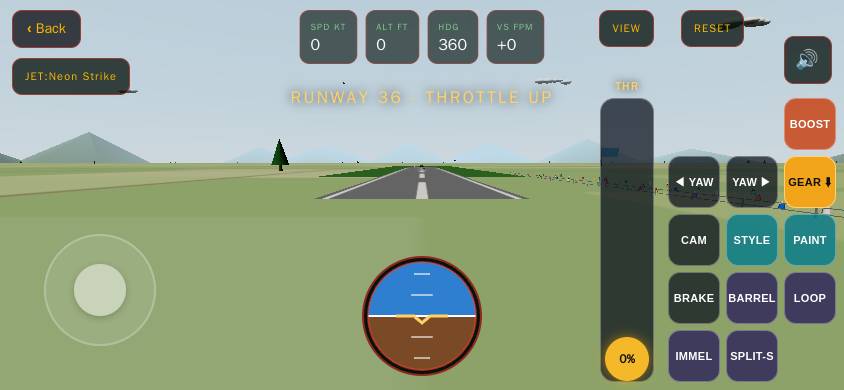 ‹ Back
SPD KT
0
ALT FT
0
HDG
360
VS FPM
+0
VIEW
RESET
JET:Neon Strike
RUNWAY 36 - THROTTLE UP
THR
BOOST
◀ YAW
YAW ▶
GEAR ⬇
CAM
STYLE
PAINT
BRAKE
BARREL
LOOP
0%
IMMEL
SPLIT-S